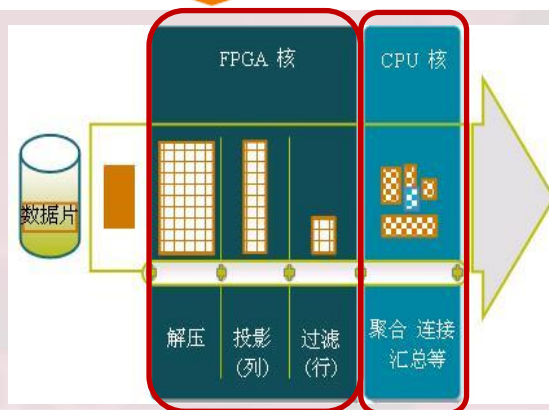 FPGA 核
CPU 核
数据片
解压
投影
(列)
过滤
(行)
聚合 连接
汇总等